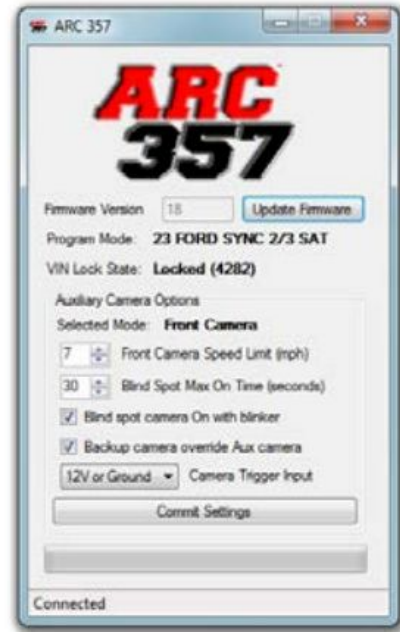 ARC 357
ARC
357
Firmware Version 18 Update Firmware
Program Mode: 23 FORD SYNC 2/3 SAT
VIN Lock State: Locked (4282)
Auxiliary Camera Options
Selected Mode: Front Camera
7 Front Camera Speed Limit (mph)
30 Blind Spot Max On Time (seconds)
Blind spot camera On with blinker
Backup camera override Aux camera
12V or Ground Camera Trigger Input
Commit Settings
Connected